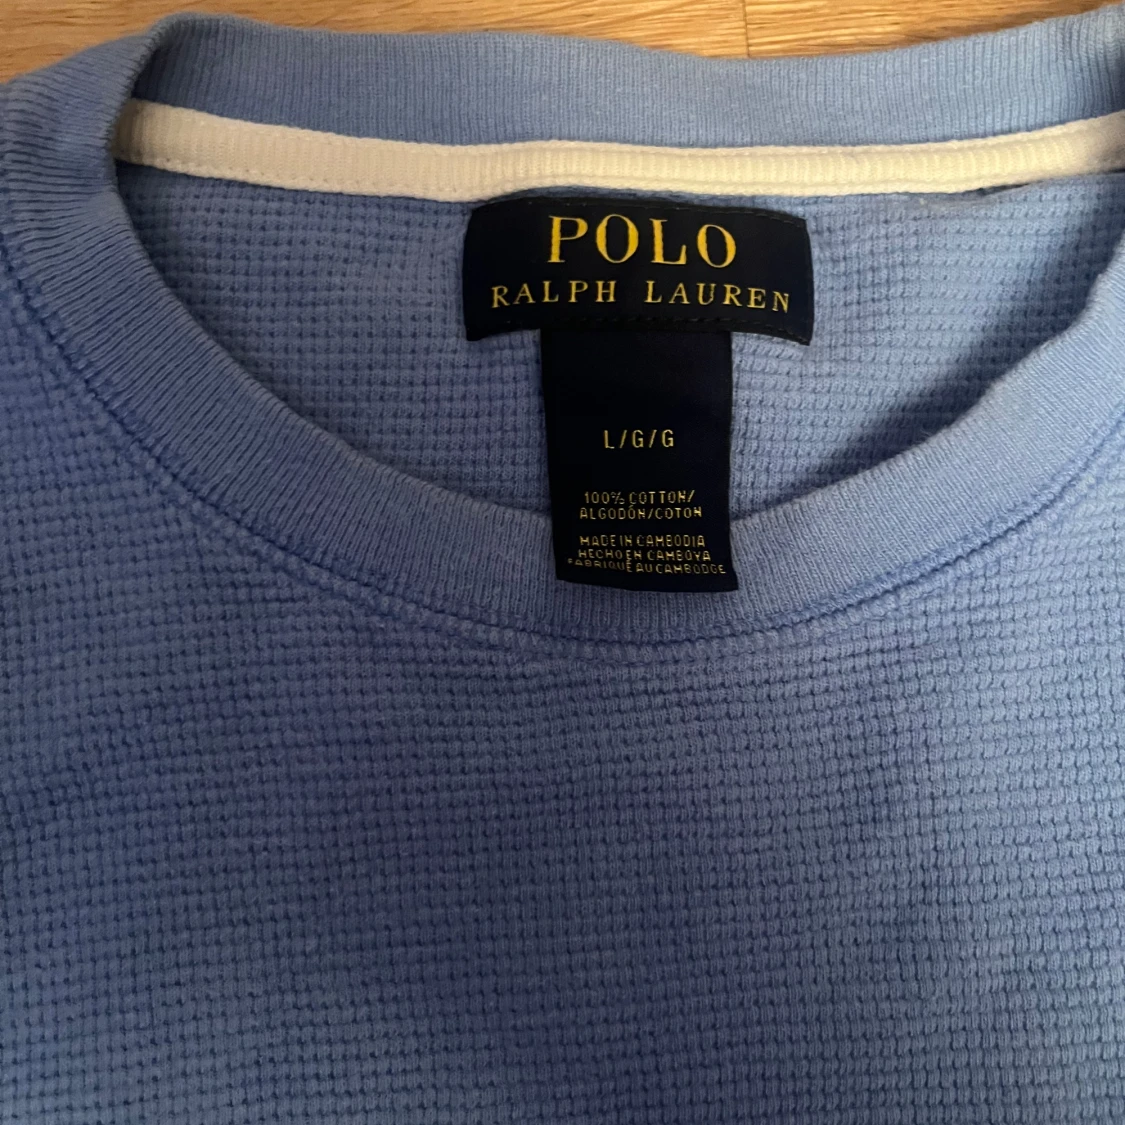 POLO
RALPH LAUREN
L/G/G
100% COTTON/
ALGODÓN/COTON
MADE IN CAMBODIA
HECHO EN CAMBOYA
FABRIQUÉ AU CAMBODGE